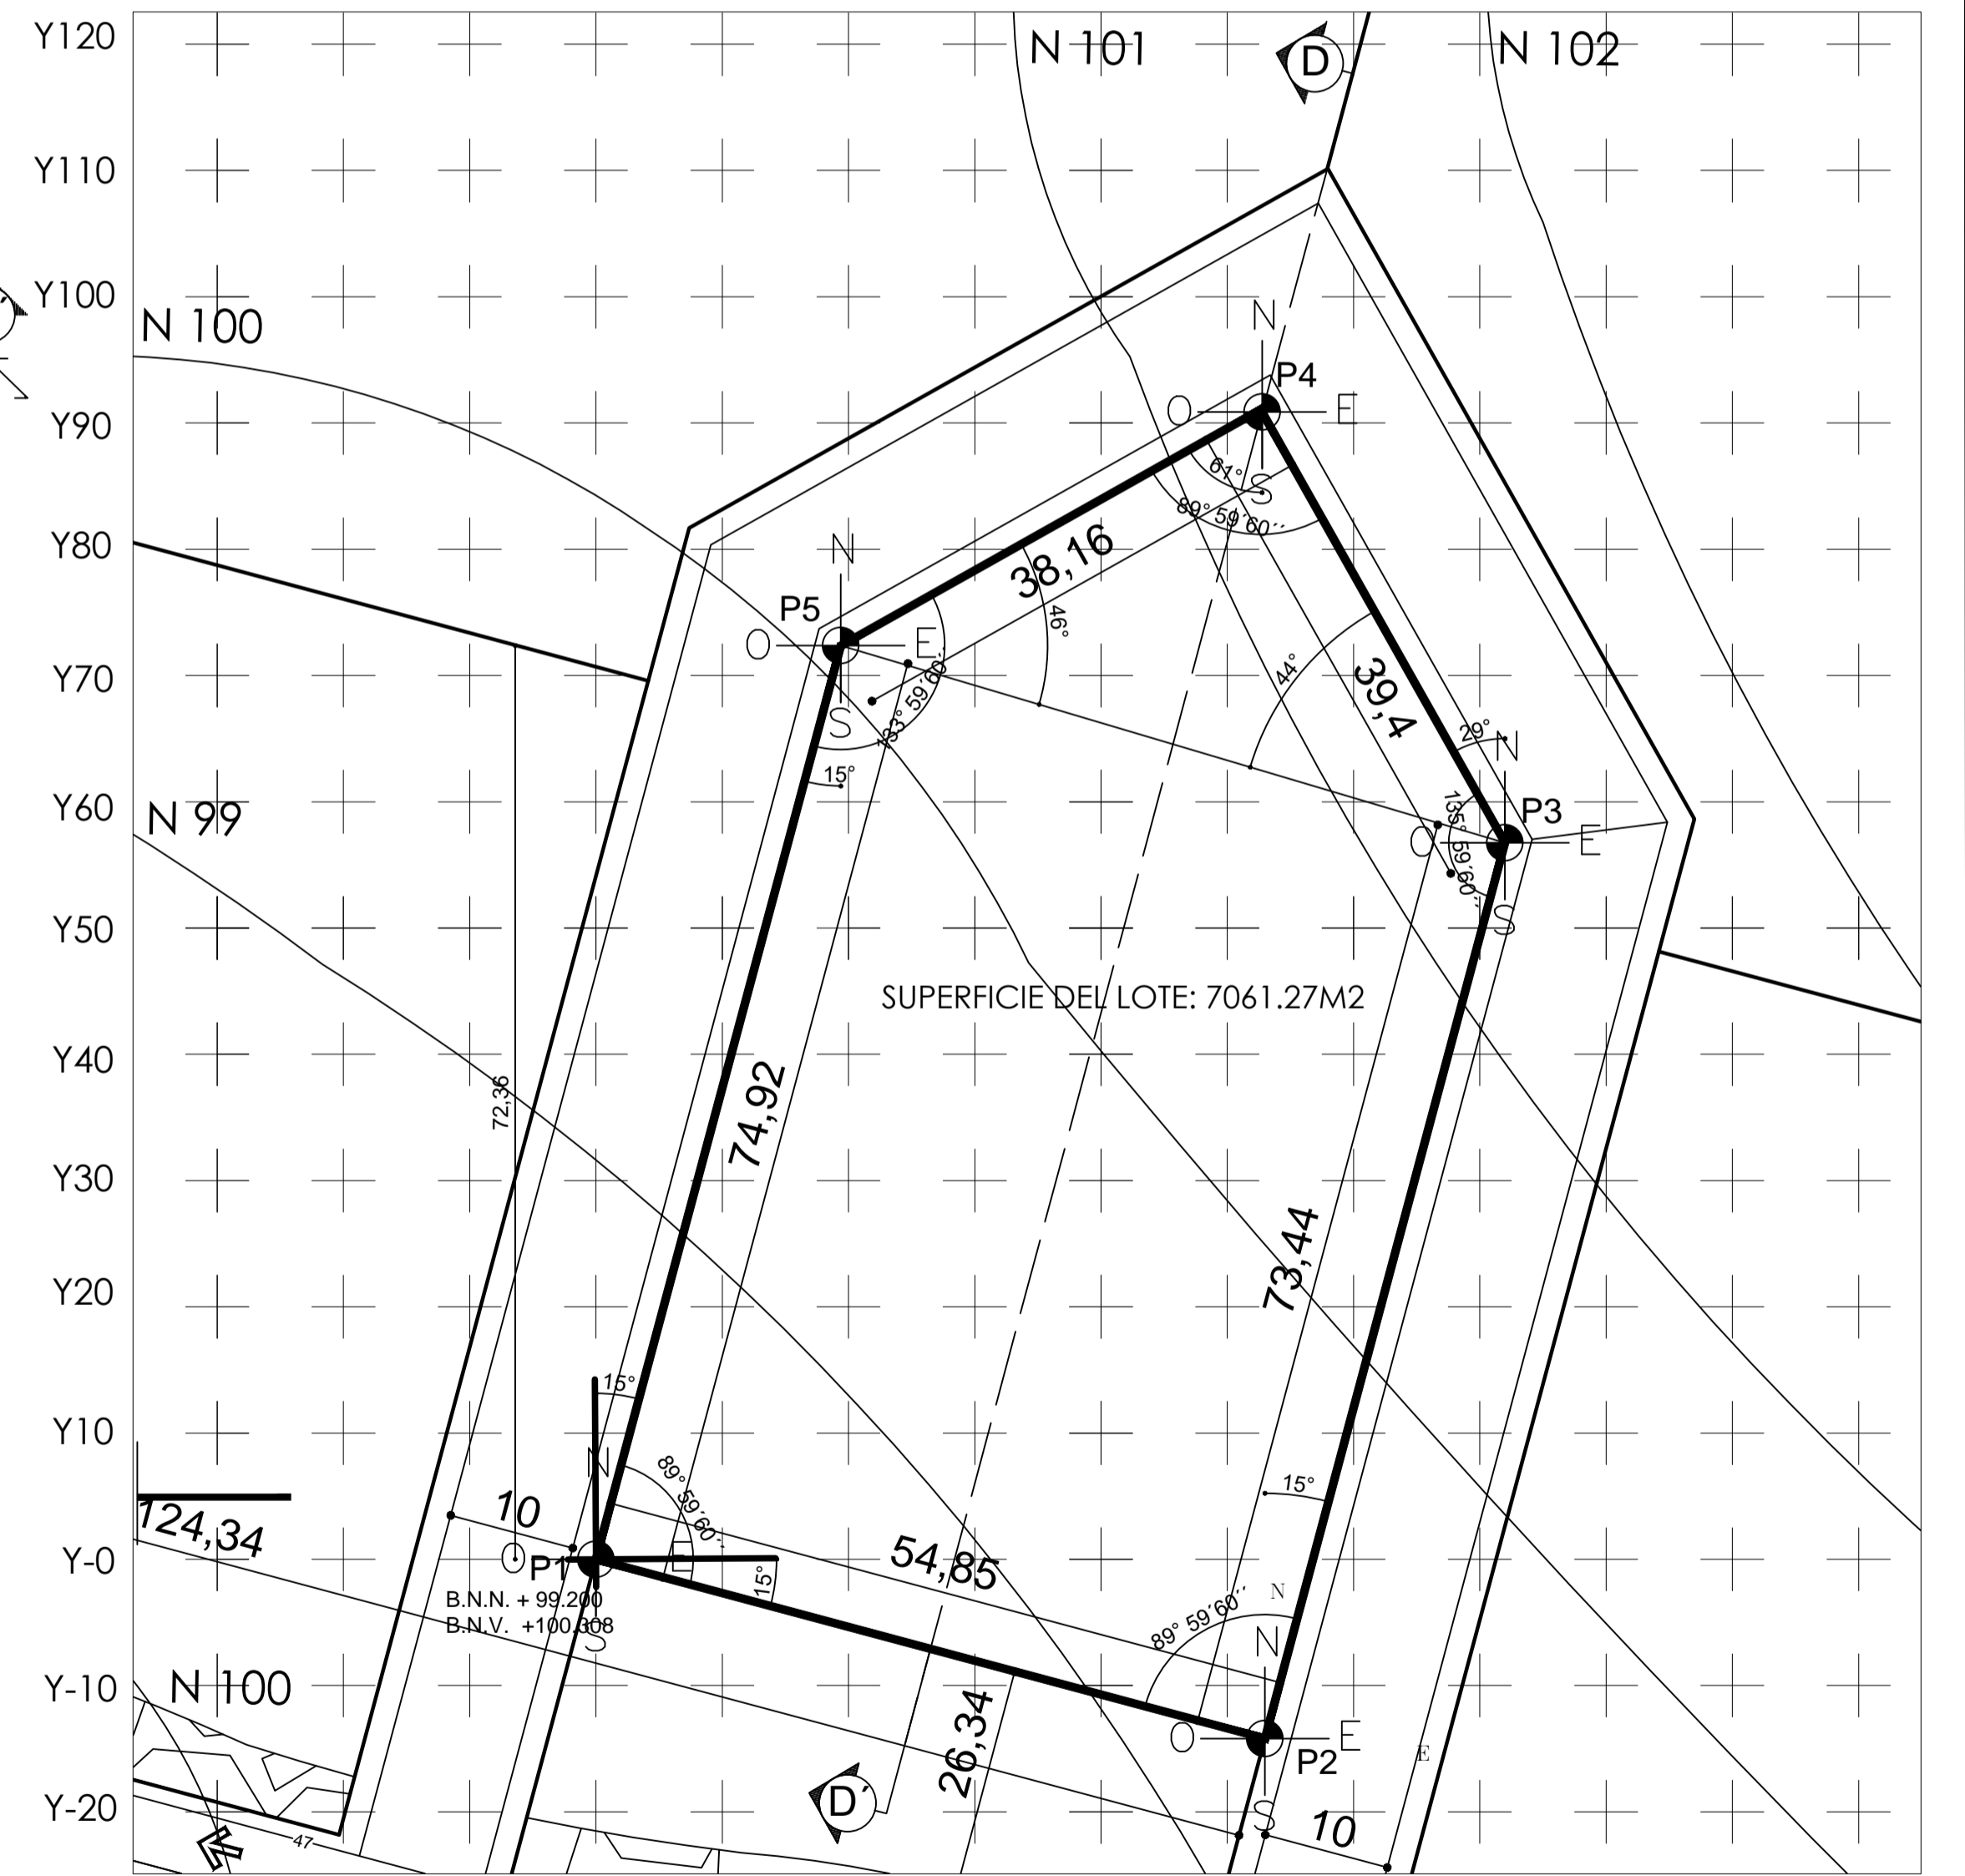 Y120
N 101
D
N 102
Y110
Y100
N 100
N
P4
O
E
Y90
61°
S
89° 59´60´´
38,16
Y80
N
P5
O
E
46°
S
133° 59´60´´
15°
Y70
44°
39,4
29°
N
Y60
N 99
P3
O
E
135° 59´60´´
S
Y50
SUPERFICIE DEL LOTE: 7061.27M2
Y40
72,36
74,92
Y30
73,44
Y20
15°
Y10
N
89° 59´60´´
15°
10
124,34
Y-0
O
P1
E
15°
54,85
B.N.N. + 99.200
B.N.V. +100.308
S
N
89° 59´60´´
N
Y-10
N 100
26,34
O
E
P2
E
Y-20
D´
S
10
47
N